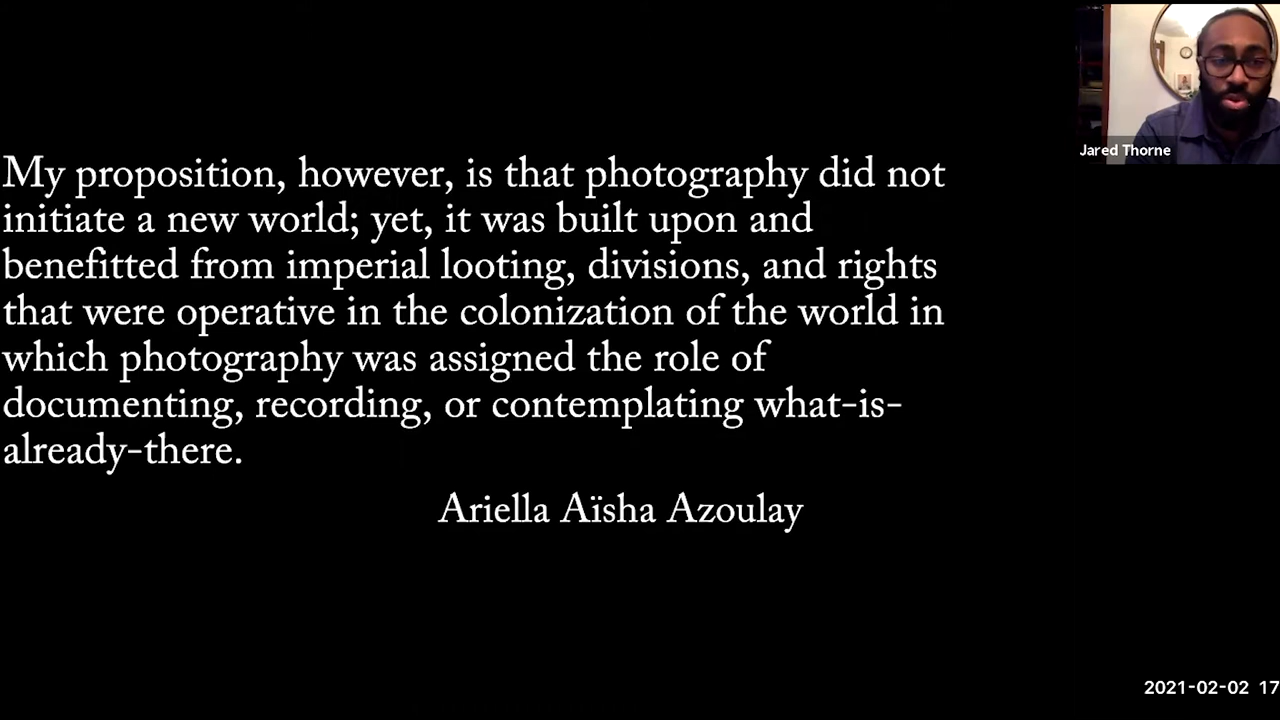 My proposition, however, is that photography did not
initiate a new world; yet, it was built upon and
benefitted from imperial looting, divisions, and rights
that were operative in the colonization of the world in
which photography was assigned the role of
documenting, recording, or contemplating what-is-
already-there.
Ariella Aïsha Azoulay
Jared Thorne
2021-02-02 17